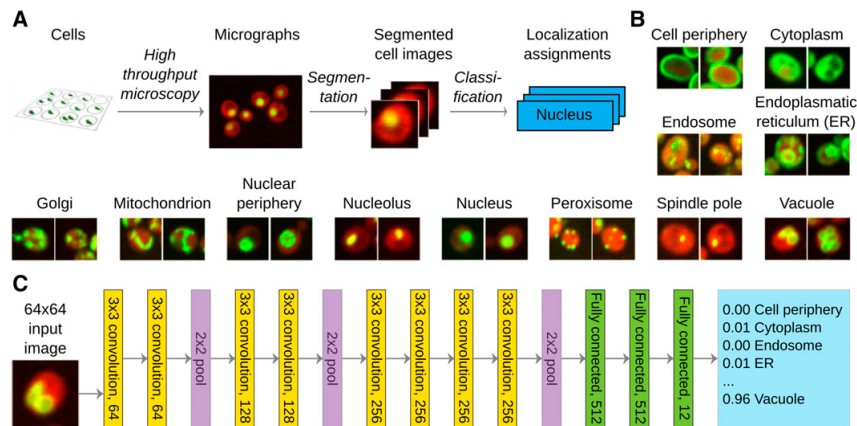 A
Cells
High
throughput
microscopy
Micrographs
Segmen-
tation
Segmented
cell images
Classi-
fication
Localization
assignments
Nucleus
B
Cell periphery
Cytoplasm
Endosome
Endoplasmatic
reticulum (ER)
Golgi
Mitochondrion
Nuclear
periphery
Nucleolus
Nucleus
Peroxisome
Spindle pole
Vacuole
C
64x64
input
image
3x3 convolution, 64
3x3 convolution, 64
2x2 pool
3x3 convolution, 128
3x3 convolution, 128
2x2 pool
3x3 convolution, 256
3x3 convolution, 256
3x3 convolution, 256
3x3 convolution, 256
2x2 pool
Fully connected, 512
Fully connected, 512
Fully connected, 12
0.00 Cell periphery
0.01 Cytoplasm
0.00 Endosome
0.01 ER
...
0.96 Vacuole